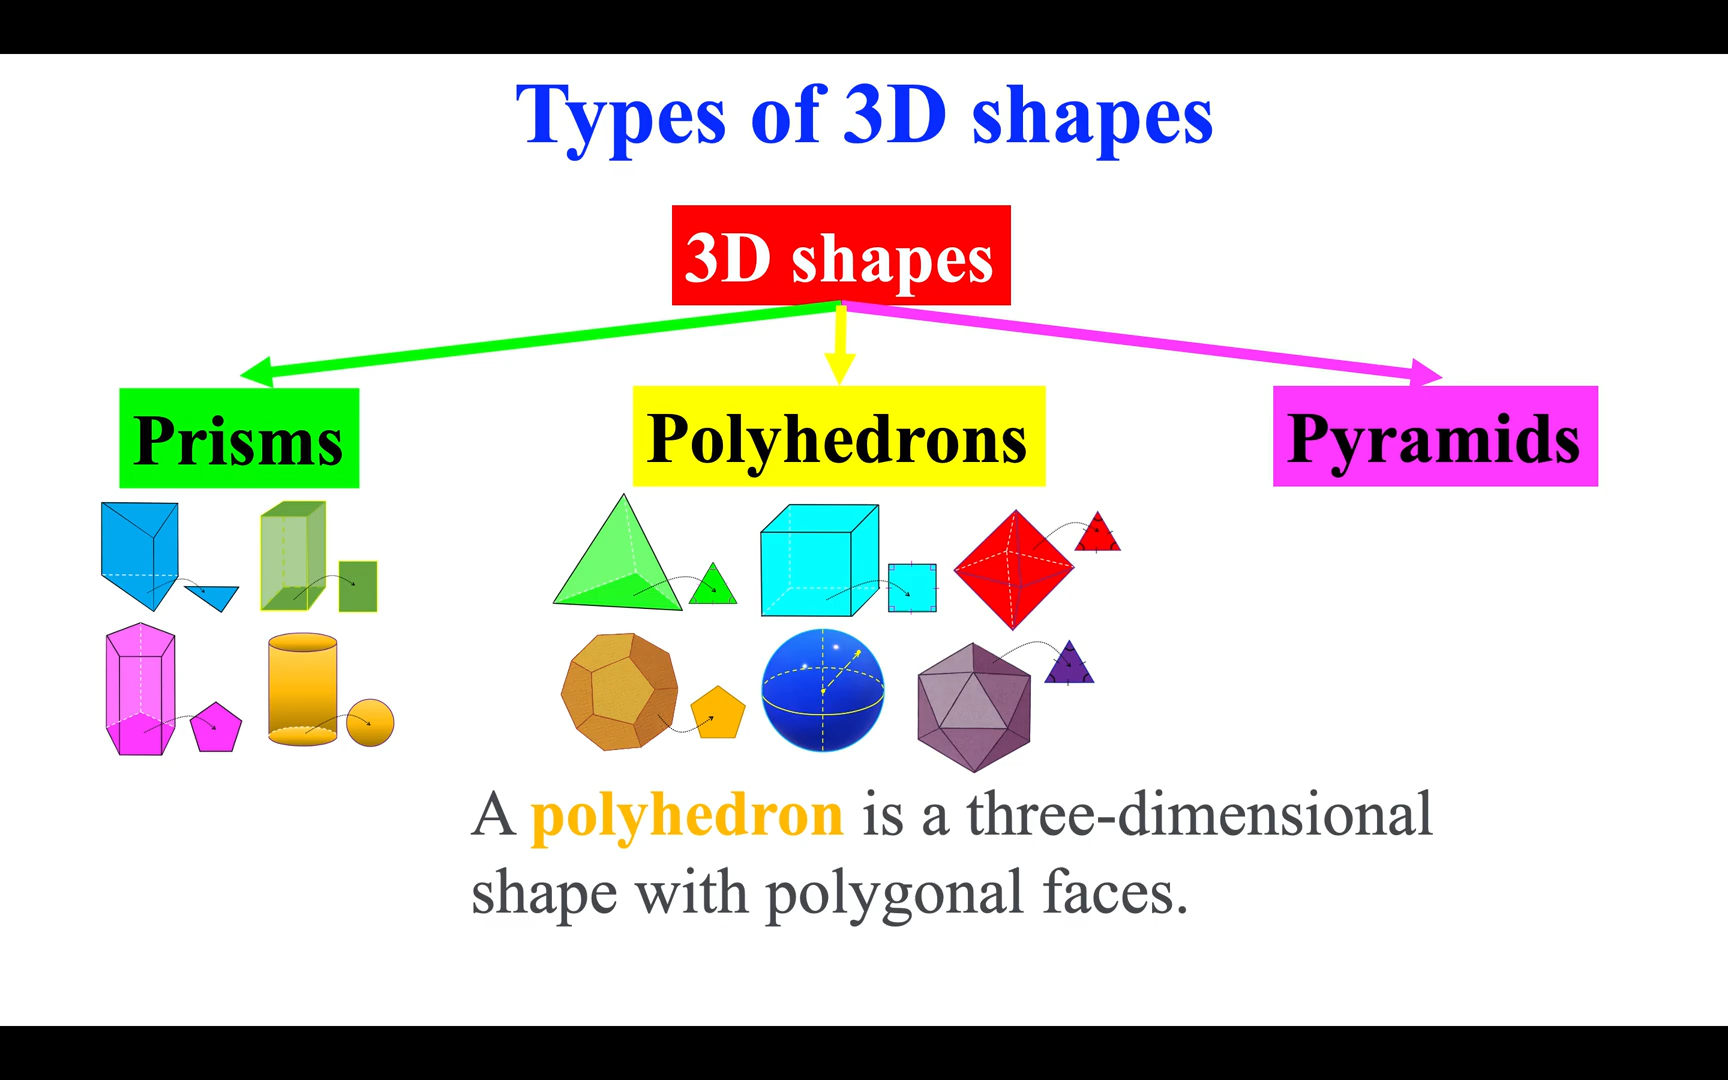 Types of 3D shapes
3D shapes
Prisms
Polyhedrons
Pyramids
A polyhedron is a three-dimensional
shape with polygonal faces.